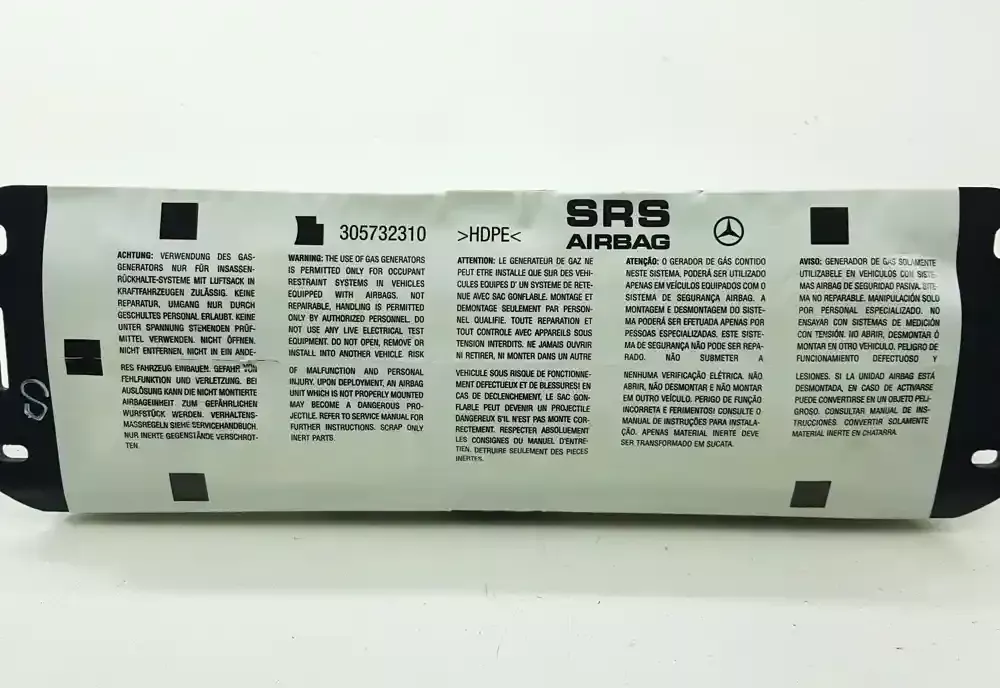 305732310
>HDPE<
SRS
AIRBAG
ACHTUNG: VERWENDUNG DES GAS-
GENERATORS NUR FÜR INSASSEN-
RÜCKHALTE-SYSTEME MIT LUFTSACK IN
KRAFTFAHRZEUGEN ZULÄSSIG. KEINE
REPARATUR, UMGANG NUR DURCH
GESCHULTES PERSONAL ERLAUBT. KEINE
UNTER SPANNUNG STEHENDEN PRÜF-
MITTEL VERWENDEN. NICHT ÖFFNEN.
NICHT ENTFERNEN, NICHT IN EIN ANDE-
RES FAHRZEUG EINBAUEN. GEFAHR VON
FEHLFUNKTION UND VERLETZUNG. BEI
AUSLÖSUNG KANN DIE NICHT MONTIERTE
AIRBAGEINHEIT ZUM GEFÄHRLICHEN
WURFSTÜCK WERDEN. VERHALTENS-
MASSREGELN SIEHE SERVICEHANDBUCH.
NUR INERTE GEGENSTÄNDE VERSCHROT-
TEN.
WARNING: THE USE OF GAS GENERATORS
IS PERMITTED ONLY FOR OCCUPANT
RESTRAINT SYSTEMS IN VEHICLES
EQUIPPED WITH AIRBAGS. NOT
REPAIRABLE, HANDLING IS PERMITTED
ONLY BY AUTHORIZED PERSONNEL. DO
NOT USE ANY LIVE ELECTRICAL TEST
EQUIPMENT. DO NOT OPEN, REMOVE OR
INSTALL INTO ANOTHER VEHICLE. RISK
OF MALFUNCTION AND PERSONAL
INJURY. UPON DEPLOYMENT, AN AIRBAG
UNIT WHICH IS NOT PROPERLY MOUNTED
MAY BECOME A DANGEROUS PRO-
JECTILE. REFER TO SERVICE MANUAL FOR
FURTHER INSTRUCTIONS. SCRAP ONLY
INERT PARTS.
ATTENTION: LE GENERATEUR DE GAZ NE
PEUT ETRE INSTALLE QUE SUR DES VEHI-
CULES EQUIPES D' UN SYSTEME DE RETE-
NUE AVEC SAC GONFLABLE. MONTAGE ET
DEMONTAGE SEULEMENT PAR PERSON-
NEL QUALIFIE. TOUTE REPARATION ET
TOUT CONTROLE AVEC APPAREILS SOUS
TENSION INTERDITS. NE JAMAIS OUVRIR
NI RETIRER, NI MONTER DANS UN AUTRE
VEHICULE SOUS RISQUE DE FONCTIONNE-
MENT DEFECTUEUX ET DE BLESSURES! EN
CAS DE DECLENCHEMENT, LE SAC GON-
FLABLE PEUT DEVENIR UN PROJECTILE
DANGEREUX S'IL N'EST PAS MONTE COR-
RECTEMENT. RESPECTER ABSOLUEMENT
LES CONSIGNES DU MANUEL D'ENTRE-
TIEN. DETRUIRE SEULEMENT DES PIECES
INERTES.
ATENÇÃO: O GERADOR DE GÁS CONTIDO
NESTE SISTEMA, PODERÁ SER UTILIZADO
APENAS EM VEÍCULOS EQUIPADOS COM O
SISTEMA DE SEGURANÇA AIRBAG. A
MONTAGEM E DESMONTAGEM DO SISTE-
MA PODERÁ SER EFETUADA APENAS POR
PESSOAS ESPECIALIZADAS. ESTE SISTE-
MA DE SEGURANÇA NÃO PODE SER REPA-
RADO. NÃO SUBMETER A
NENHUMA VERIFICAÇÃO ELÉTRICA. NÃO
ABRIR, NÃO DESMONTAR E NÃO MONTAR
EM OUTRO VEÍCULO. PERIGO DE FUNÇÃO
INCORRETA E FERIMENTOS! CONSULTE O
MANUAL DE INSTRUÇÕES PARA INSTALA-
ÇÃO. APENAS MATERIAL INERTE DEVE
SER TRANSFORMADO EM SUCATA.
AVISO: GENERADOR DE GAS SOLAMENTE
UTILIZABELE EN VEHICULOS CON SISTE-
MAS AIRBAG DE SEGURIDAD PASIVA. SISTE-
MA NO REPARABLE. MANIPULACIÓN SOLO
POR PERSONAL ESPECIALIZADO. NO
ENSAYAR CON SISTEMAS DE MEDICIÓN
CON TENSIÓN. NO ABRIR, DESMONTAR Ó
MONTAR EN OTRO VEHICULO. PELIGRO DE
FUNCIONAMIENTO DEFECTUOSO Y
LESIONES. SI LA UNIDAD AIRBAG ESTÁ
DESMONTADA, EN CASO DE ACTIVARSE
PUEDE CONVERTIRSE EN UN OBJETO PELI-
GROSO. CONSULTAR MANUAL DE INS-
TRUCCIONES. CONVERTIR SOLAMENTE
MATERIAL INERTE EN CHATARRA.